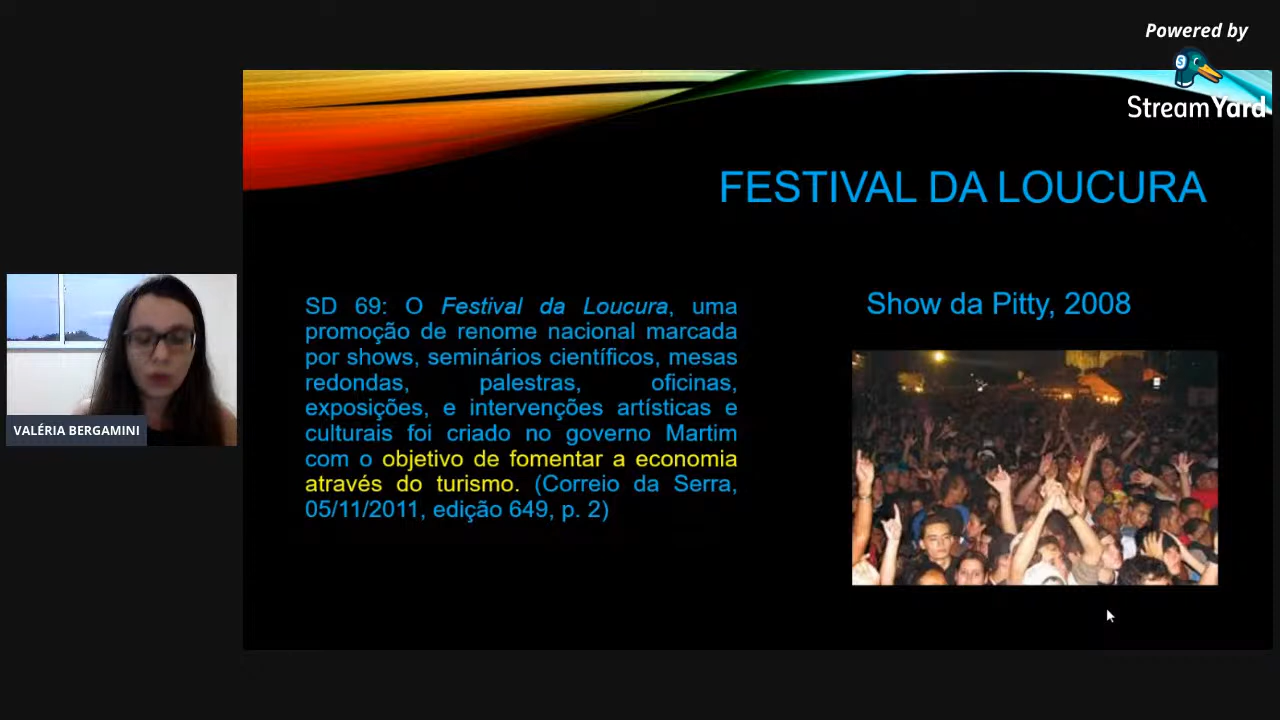 Powered by
StreamYard
FESTIVAL DA LOUCURA
SD 69: O Festival da Loucura, uma
promoção de renome nacional marcada
por shows, seminários científicos, mesas
redondas, palestras, oficinas,
exposições, e intervenções artísticas e
culturais foi criado no governo Martim
com o objetivo de fomentar a economia
através do turismo. (Correio da Serra,
05/11/2011, edição 649, p. 2)
Show da Pitty, 2008
VALÉRIA BERGAMINI